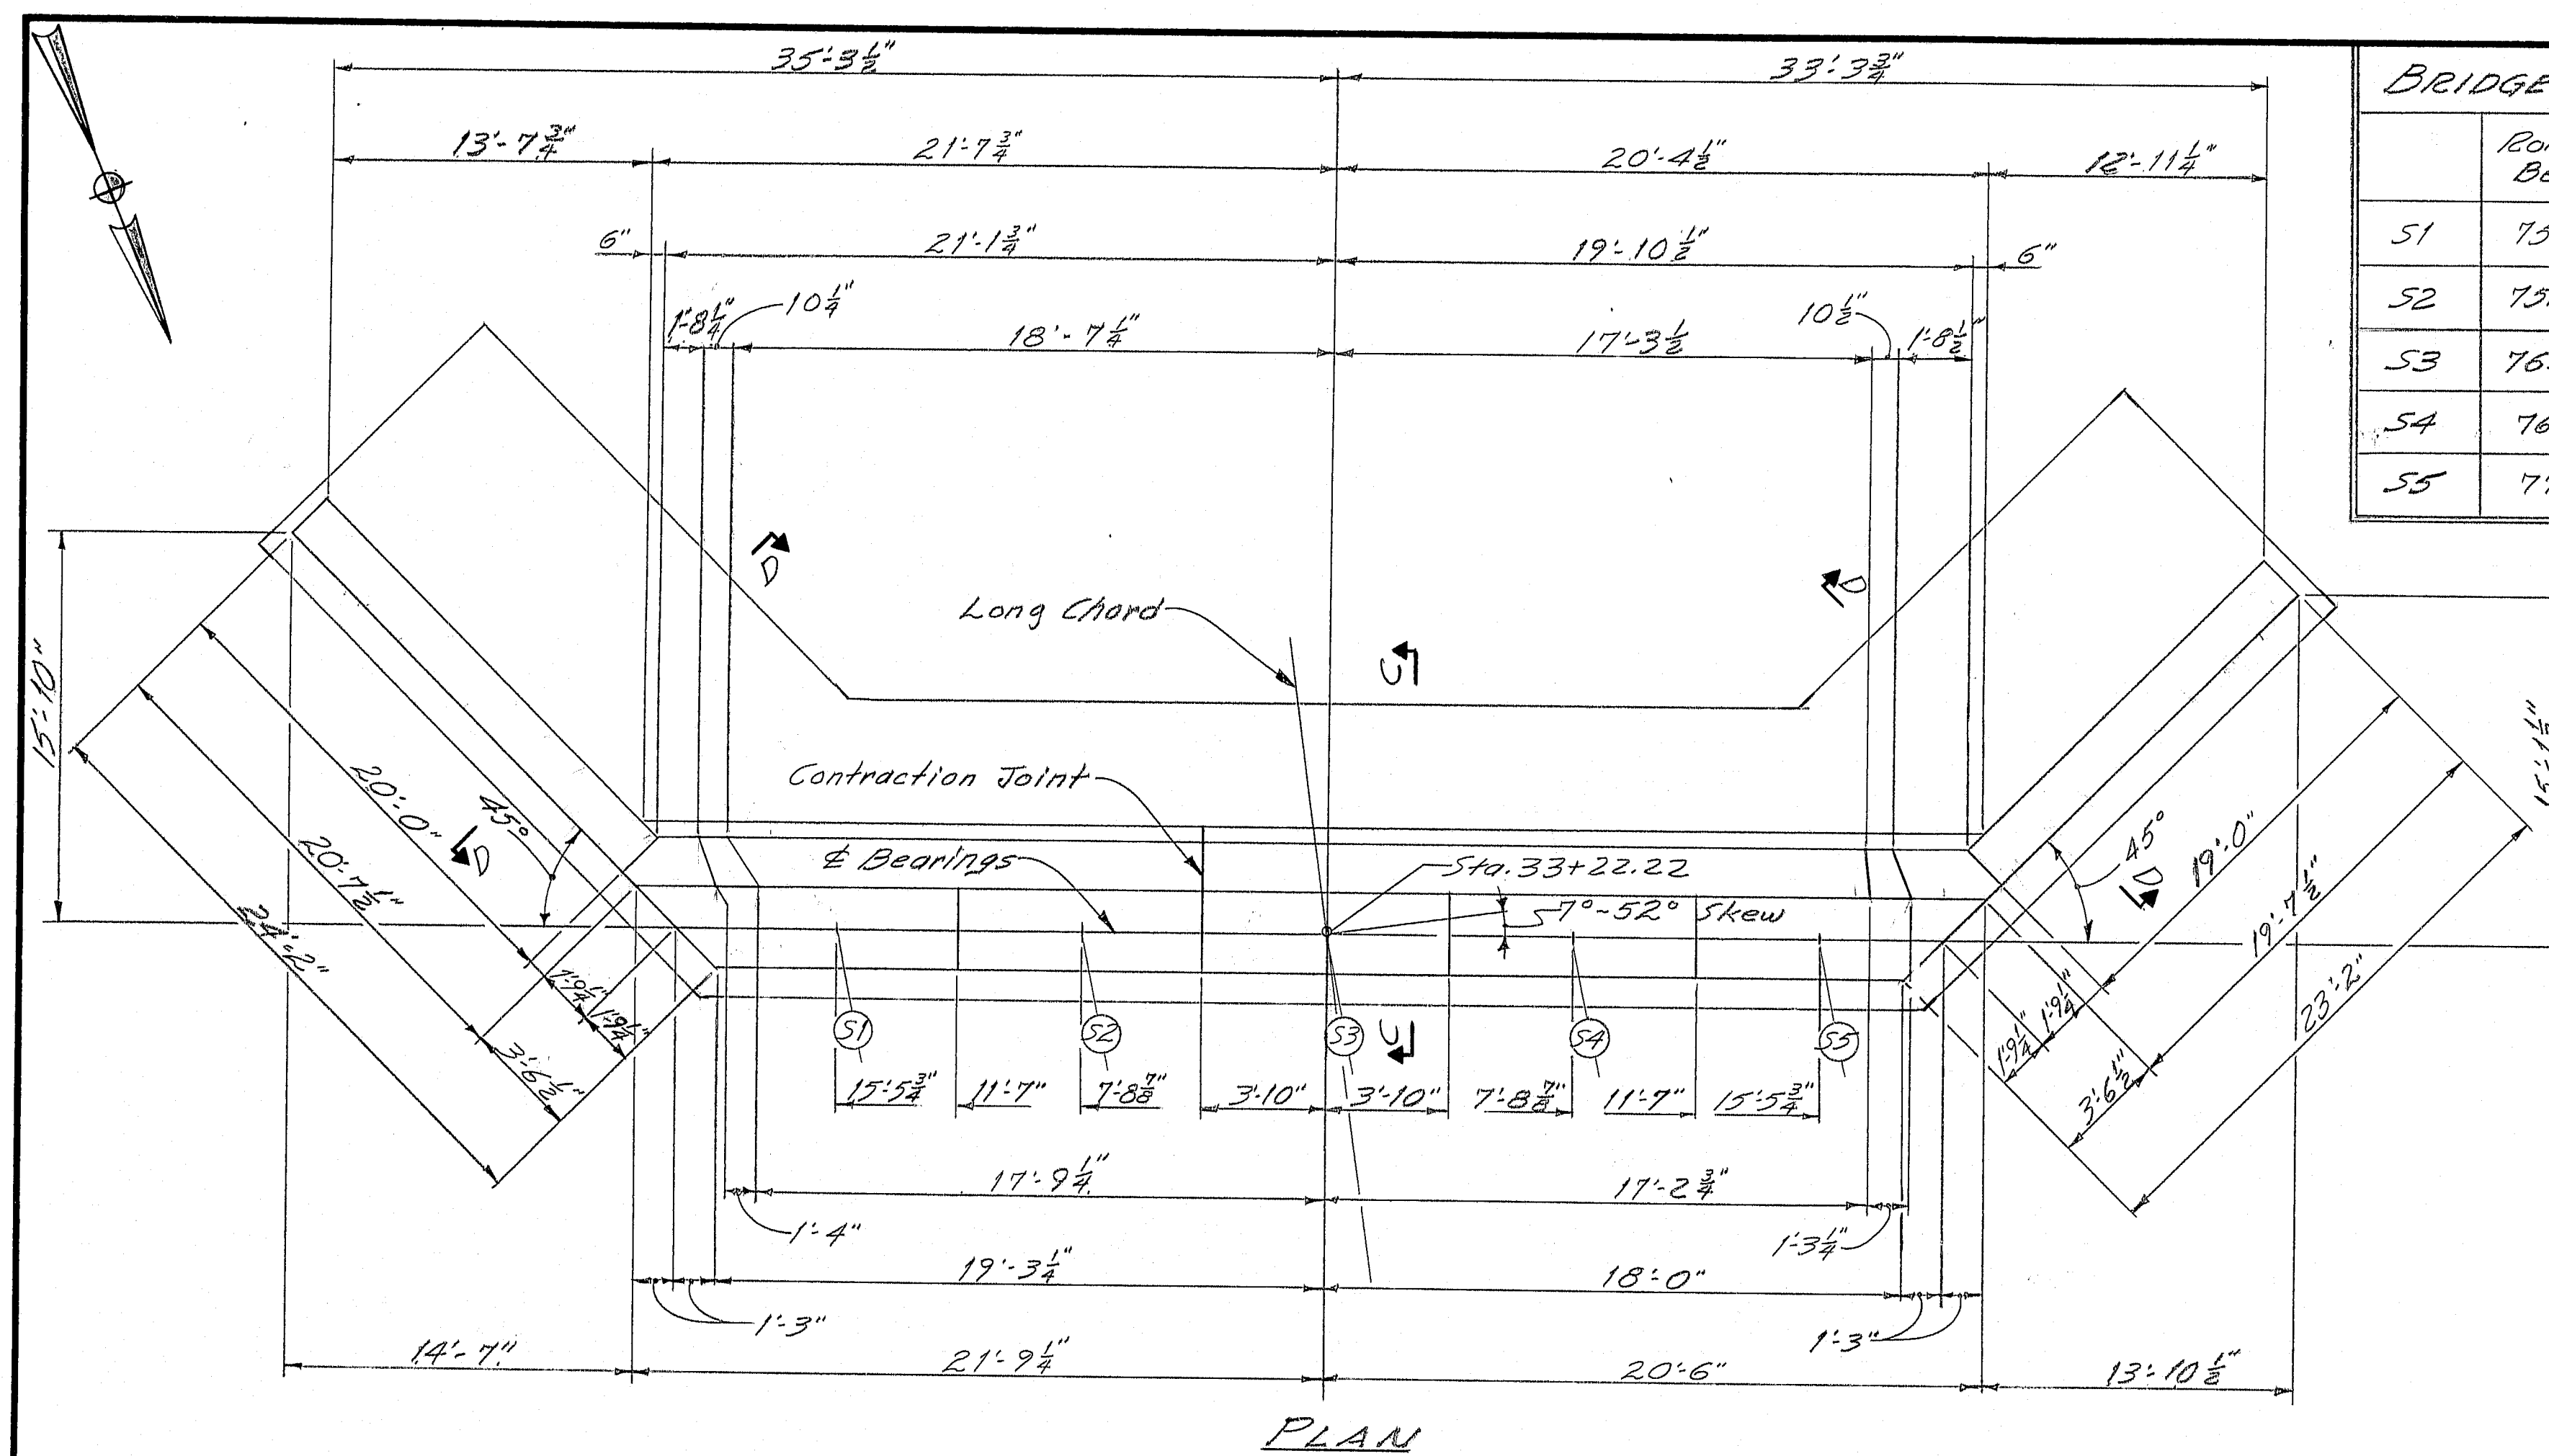 35'-3½" 33'-3¾"
13'-7¾" 21'-7¾" 20'-4½" 12'-11¼"
6" 21'-1¾" 19'-10½" 6"
1'-8¼" 10¼" 18'-7¼" 17'-3½ 10½" 1'-8½"
BRIDGE
S1 75
S2 75
S3 76
S4 76
S5 77
D D
Long Chord
C
15'-10" 15'-1½"
Contraction Joint
20'-0" 45° D
20'-7½"
24'-2"
1'-9¼" 1'-9¼"
3'-6½"
₵ Bearings
Sta. 33+22.22
7°-52° Skew
45° D 19'-0"
19'-7½"
23'-2"
1'-9¼" 1'-9¼"
3'-6½"
S1 S2 S3 C S4 S5
15'-5¾" 11'-7" 7'-8⅞" 3'-10" 3'-10" 7'-8⅞" 11'-7" 15'-5¾"
17'-9¼" 17'-2¾"
1'-4" 1'-3¼"
19'-3¼" 18'-0"
1'-3" 1'-3"
14'-7" 21'-9¼" 20'-6" 13'-10½"
PLAN